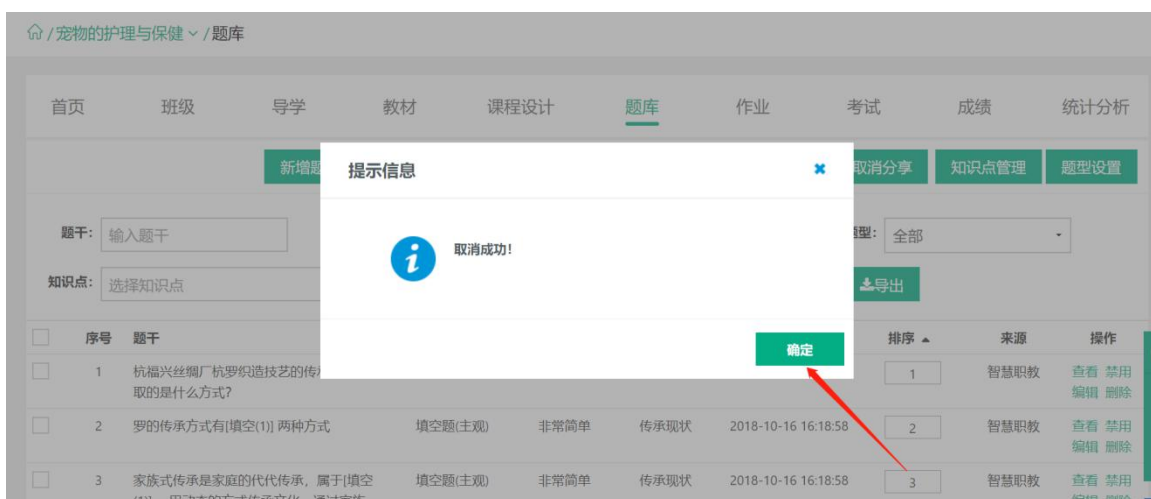 / 宠物的护理与保健 / 题库
首页 班级 导学 教材 课程设计 题库 作业 考试 成绩 统计分析
新增题
取消分享 知识点管理 题型设置
提示信息
取消成功!
确定
题干: 输入题干
型: 全部
知识点: 选择知识点
导出
序号 题干 排序 来源 操作
1 杭福兴丝绸厂杭罗织造技艺的传 1 智慧职教 查看 禁用
取的是什么方式? 编辑 删除
2 罗的传承方式有[填空(1)] 两种方式 填空题(主观) 非常简单 传承现状 2018-10-16 16:18:58 2 智慧职教 查看 禁用
编辑 删除
3 家族式传承是家庭的代代传承,属于[填空 填空题(主观) 非常简单 传承现状 2018-10-16 16:18:58 3 智慧职教 查看 禁用